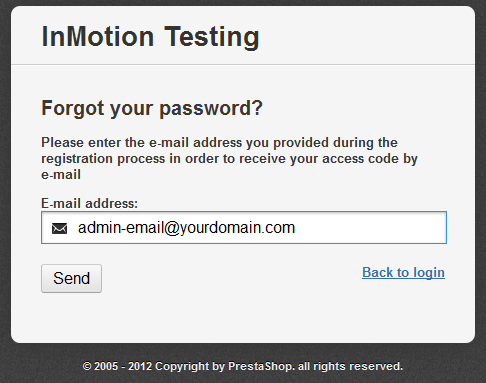 InMotion Testing
Forgot your password?
Please enter the e-mail address you provided during the
registration process in order to receive your access code by
e-mail
E-mail address:
admin-email@yourdomain.com
Send
Back to login
© 2005 - 2012 Copyright by PrestaShop. all rights reserved.